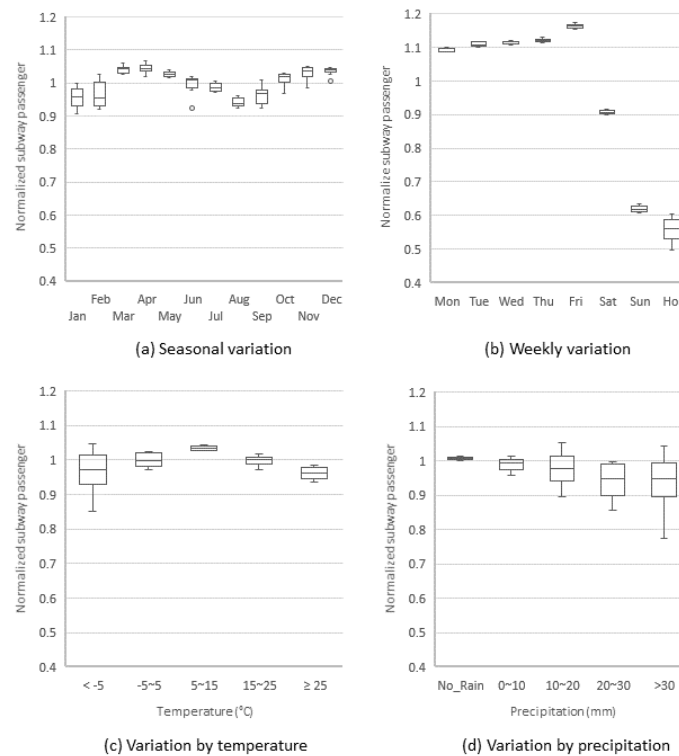 Normalized subway passenger
1.2
1.1
1
0.9
0.8
0.7
0.6
0.5
0.4
Feb Apr Jun Aug Oct Dec
Jan Mar May Jul Sep Nov
(a) Seasonal variation
Normalize subway passenger
1.2
1.1
1
0.9
0.8
0.7
0.6
0.5
0.4
Mon Tue Wed Thu Fri Sat Sun Ho
(b) Weekly variation
Normalized subway passenger
1.2
1.1
1
0.9
0.8
0.7
0.6
0.5
0.4
< -5 -5~5 5~15 15~25 ≥ 25
Temperature (°C)
(c) Variation by temperature
Normalized subway passenger
1.2
1.1
1
0.9
0.8
0.7
0.6
0.5
0.4
No_Rain 0~10 10~20 20~30 >30
Precipitation (mm)
(d) Variation by precipitation